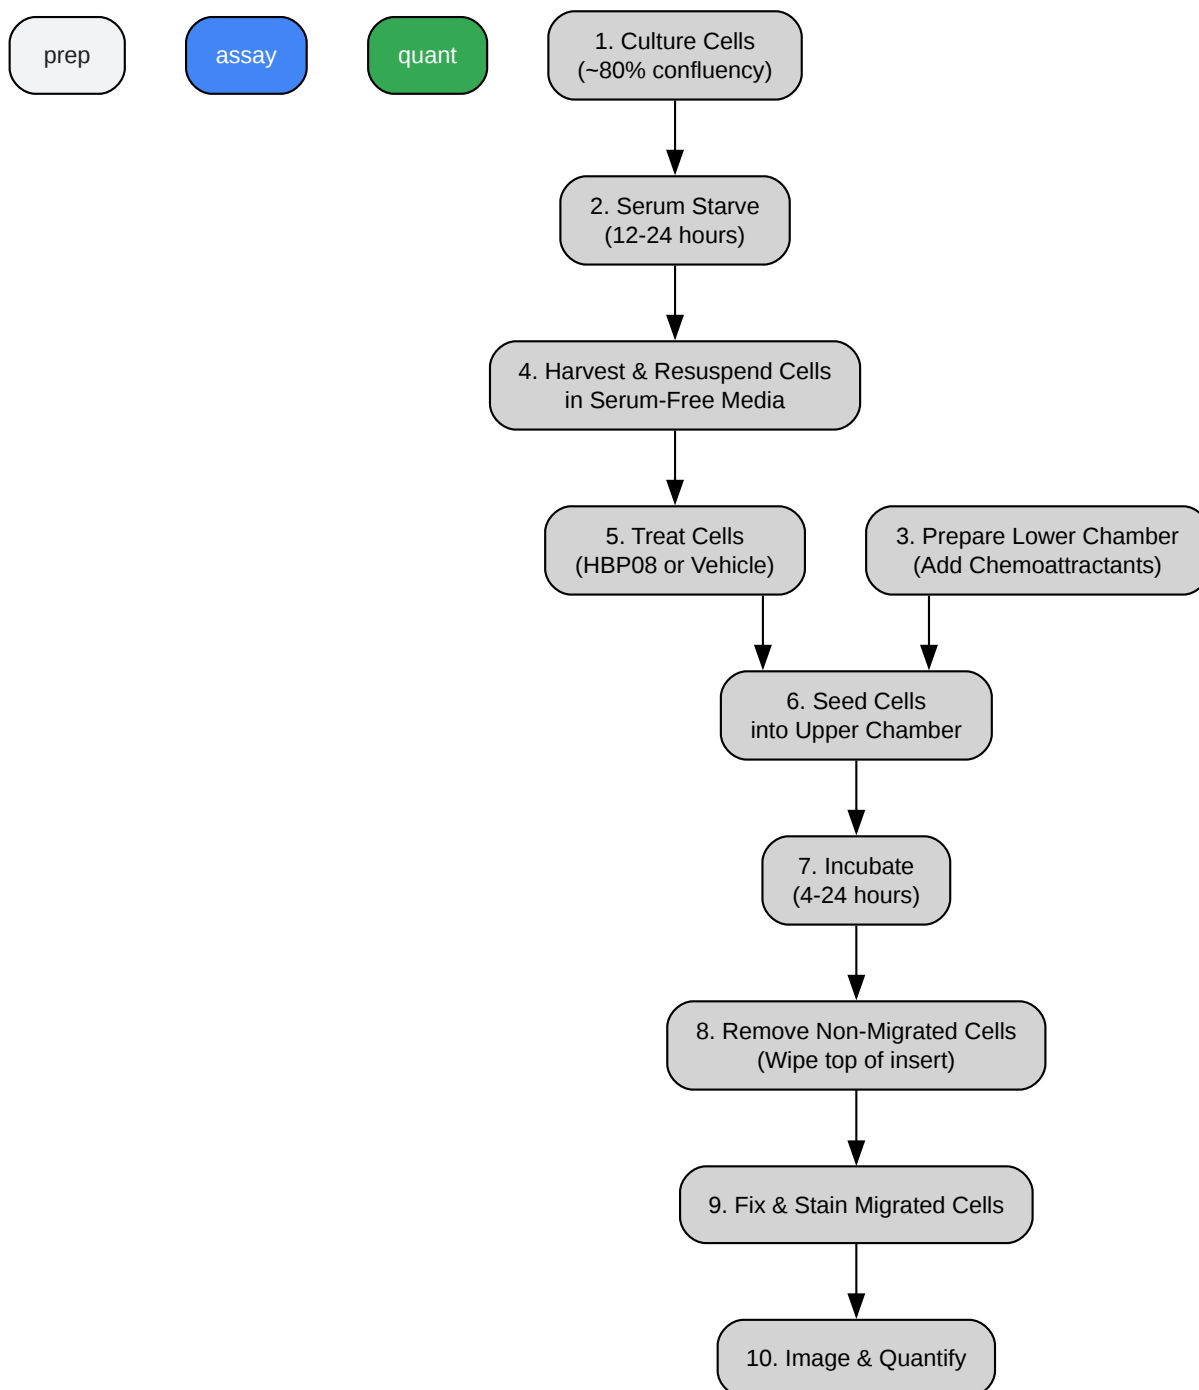 prep
assay
quant
1. Culture Cells
(~80% confluency)
2. Serum Starve
(12-24 hours)
4. Harvest & Resuspend Cells
in Serum-Free Media
5. Treat Cells
(HBP08 or Vehicle)
3. Prepare Lower Chamber
(Add Chemoattractants)
6. Seed Cells
into Upper Chamber
7. Incubate
(4-24 hours)
8. Remove Non-Migrated Cells
(Wipe top of insert)
9. Fix & Stain Migrated Cells
10. Image & Quantify